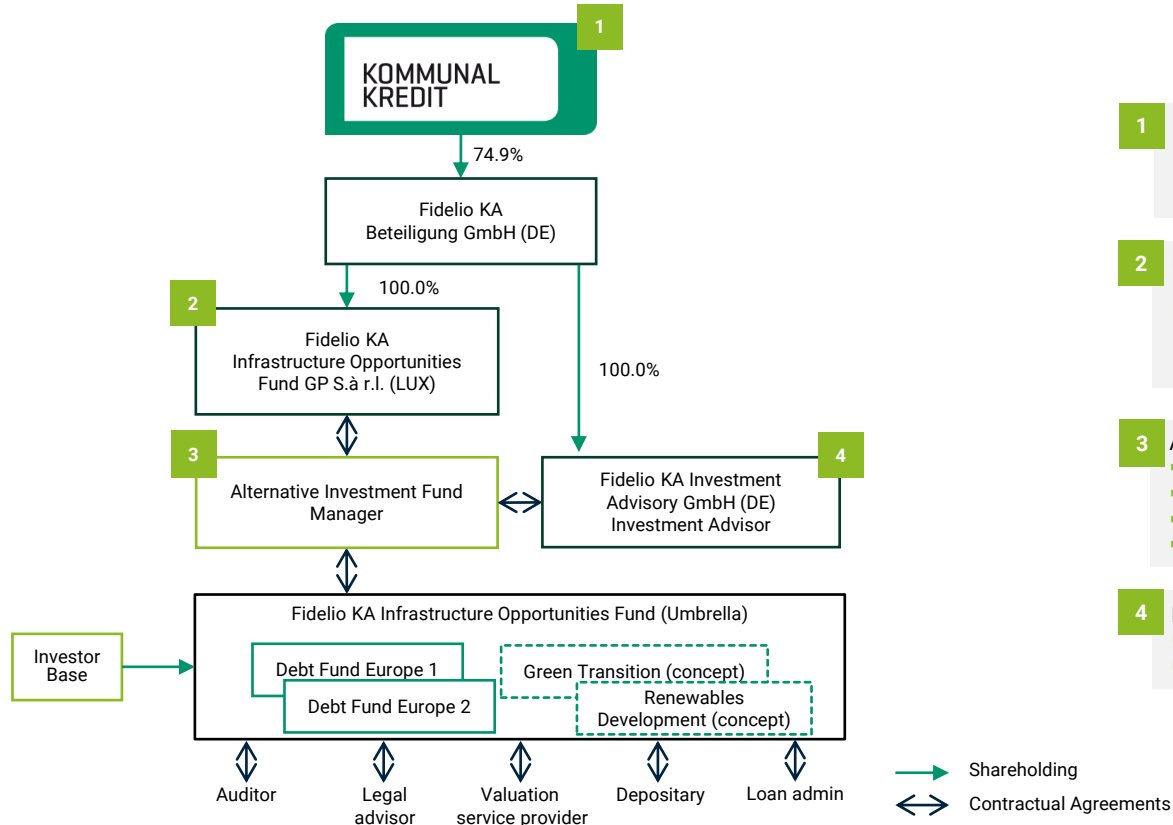 1
KOMMUNAL
KREDIT
74.9%
Fidelio KA
Beteiligung GmbH (DE)
100.0%
2
Fidelio KA
Infrastructure Opportunities
Fund GP S.à r.l. (LUX)
100.0%
3
Alternative Investment Fund
Manager
4
Fidelio KA Investment
Advisory GmbH (DE)
Investment Advisor
Fidelio KA Infrastructure Opportunities Fund (Umbrella)
Investor
Base
Debt Fund Europe 1
Debt Fund Europe 2
Green Transition (concept)
Renewables
Development (concept)
Auditor
Legal
advisor
Valuation
service provider
Depositary
Loan admin
Shareholding
Contractual Agreements
1
2
3
4